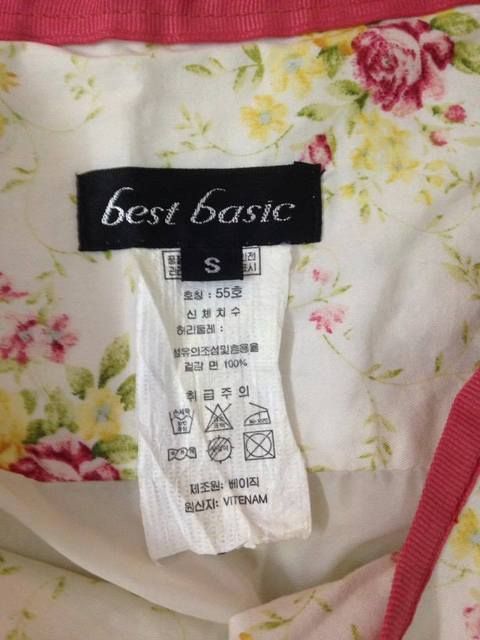 best basic
S
호칭 : 55호
신 체 치 수
허리둘레 :
섬유의조성및혼용율
겉감 면 100%
취 급 주 의
제조원: 베이직
원산지: VITENAM